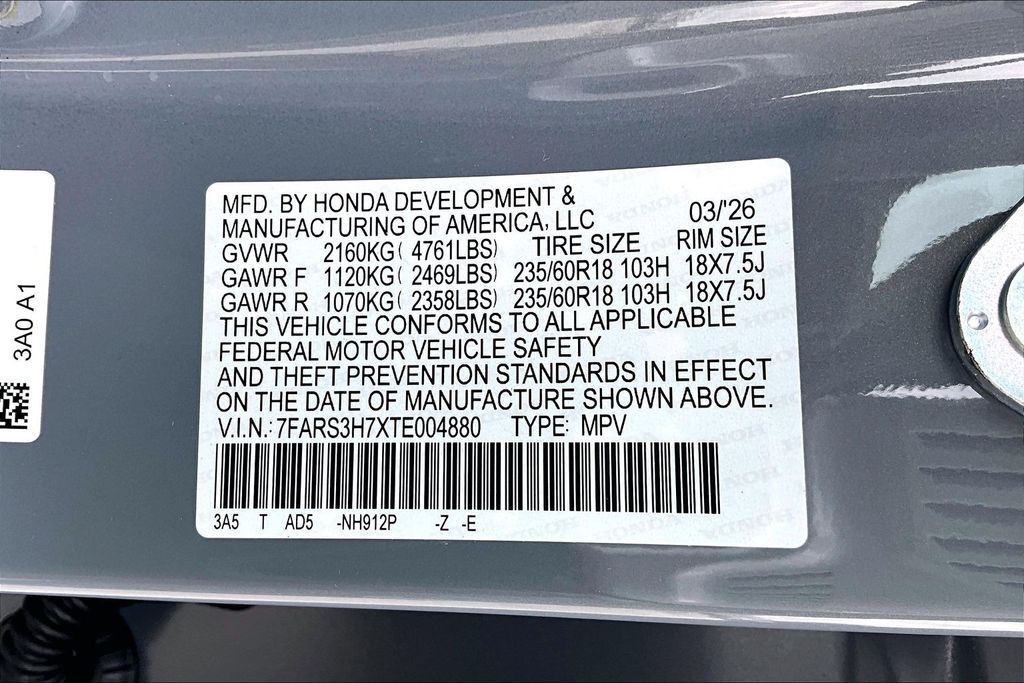 MFD. BY HONDA DEVELOPMENT &
MANUFACTURING OF AMERICA, LLC 03/'26
GVWR 2160KG( 4761LBS) TIRE SIZE RIM SIZE
GAWR F 1120KG( 2469LBS) 235/60R18 103H 18X7.5J
GAWR R 1070KG( 2358LBS) 235/60R18 103H 18X7.5J
THIS VEHICLE CONFORMS TO ALL APPLICABLE
FEDERAL MOTOR VEHICLE SAFETY
AND THEFT PREVENTION STANDARDS IN EFFECT
ON THE DATE OF MANUFACTURE SHOWN ABOVE.
V.I.N.: 7FARS3H7XTE004880 TYPE: MPV
3A5 T AD5 -NH912P -Z -E
3A0 A1